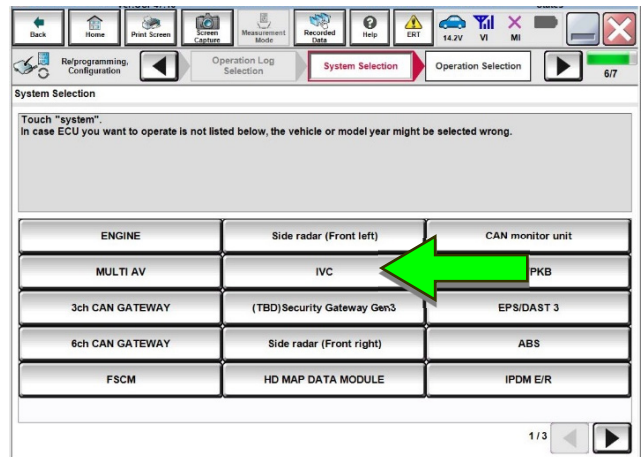 Back
Home
Print Screen
Screen
Capture
Measurement
Mode
Recorded
Data
Help
ERT
14.2V
VI
MI
Re/programming,
Configuration
Operation Log
Selection
System Selection
Operation Selection
6/7
System Selection
Touch "system".
In case ECU you want to operate is not listed below, the vehicle or model year might be selected wrong.
ENGINE
Side radar (Front left)
CAN monitor unit
MULTI AV
IVC
PKB
3ch CAN GATEWAY
(TBD)Security Gateway Gen3
EPS/DAST 3
6ch CAN GATEWAY
Side radar (Front right)
ABS
FSCM
HD MAP DATA MODULE
IPDM E/R
1/3